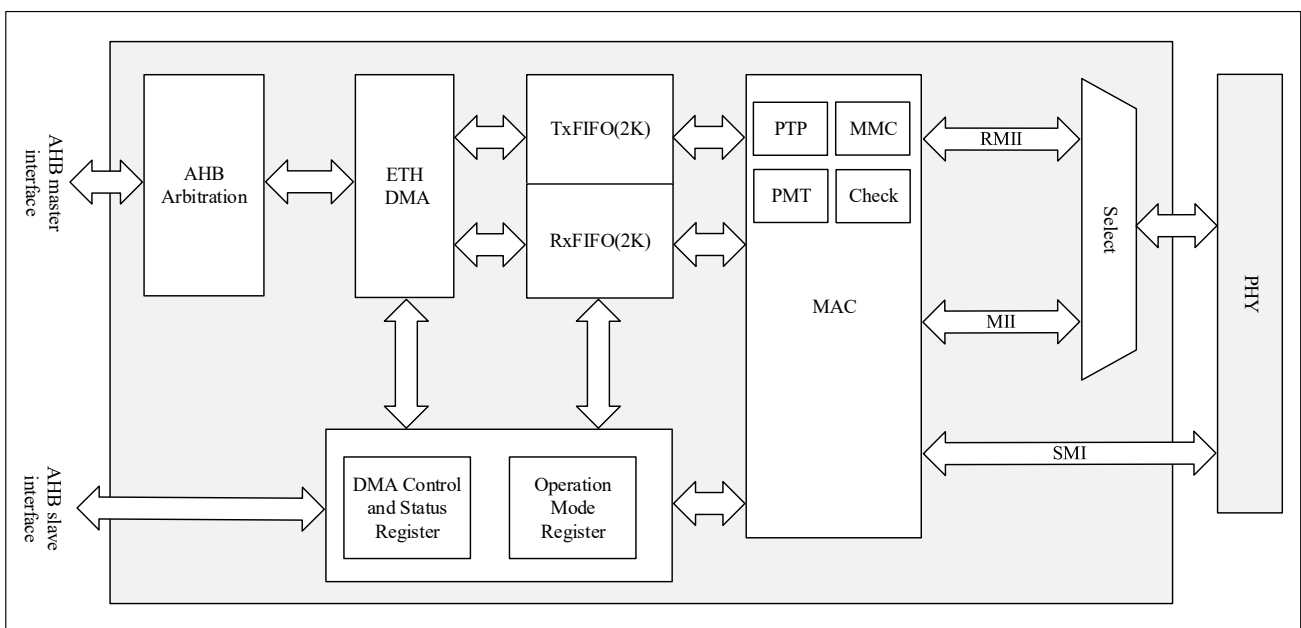 AHB master
interface
AHB
Arbitration
ETH
DMA
TxFIFO(2K)
RxFIFO(2K)
PTP
MMC
PMT
Check
MAC
RMII
MII
SMI
Select
PHY
AHB slave
interface
DMA Control
and Status
Register
Operation
Mode
Register